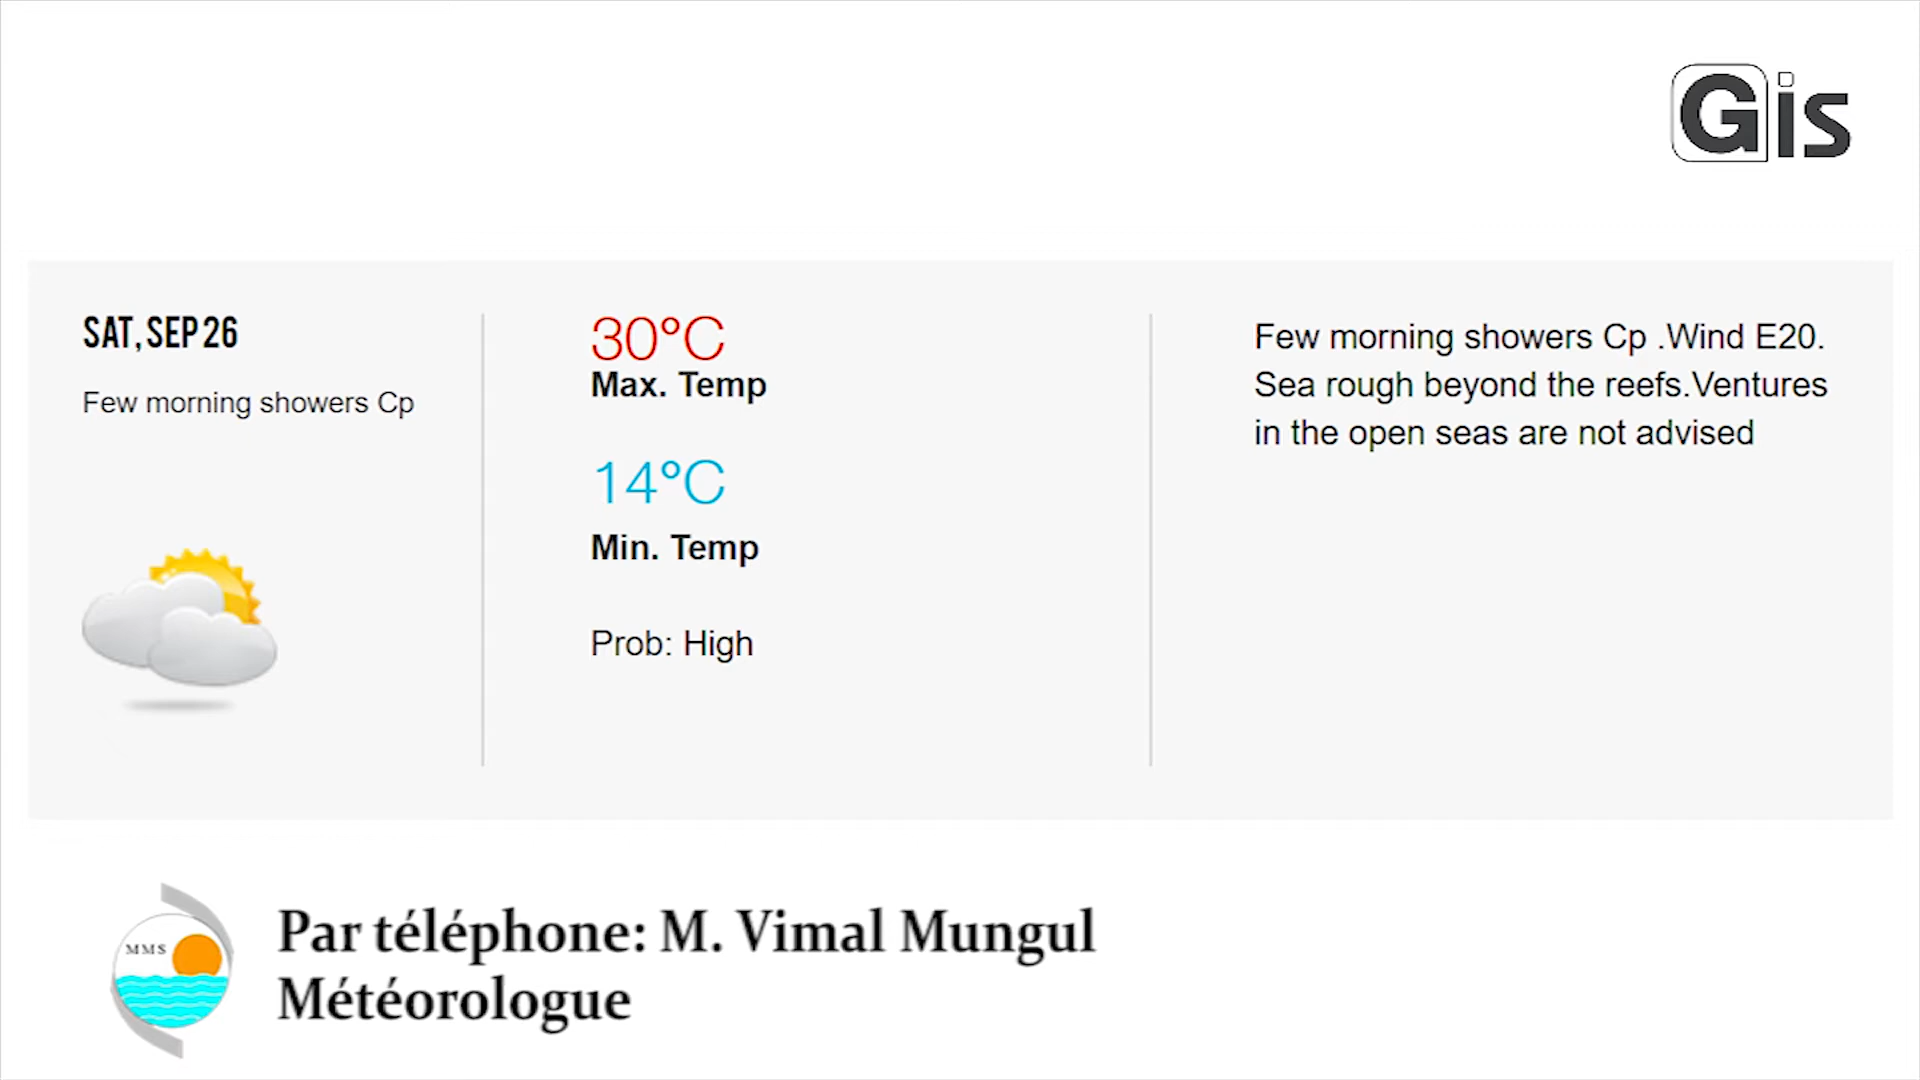 Gis
SAT, SEP 26
Few morning showers Cp
30°C
Max. Temp
14°C
Min. Temp
Prob: High
Few morning showers Cp .Wind E20.
Sea rough beyond the reefs.Ventures
in the open seas are not advised
MMS
Par téléphone: M. Vimal Mungul
Météorologue